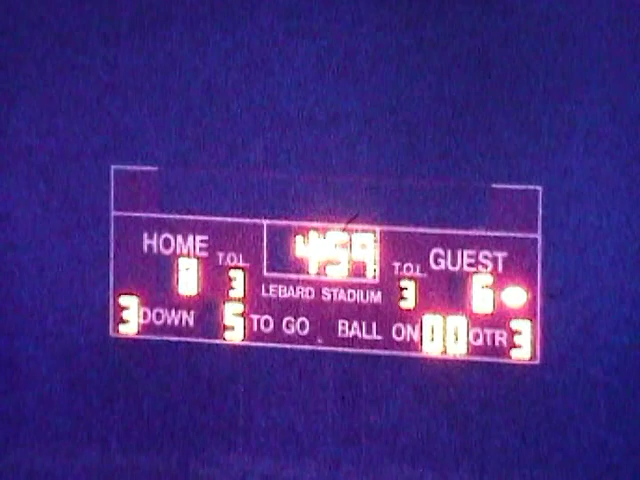 HOME T.O.L 4:59 T.O.L GUEST
0 3 LEBARD STADIUM 3 6
3 DOWN 5 TO GO BALL ON 00 QTR 3